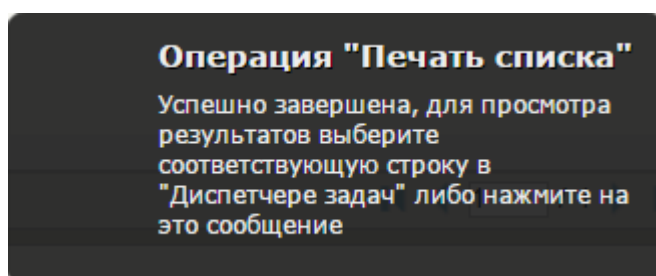 Операция "Печать списка"
Успешно завершена, для просмотра
результатов выберите
соответствующую строку в
"Диспетчере задач" либо нажмите на
это сообщение